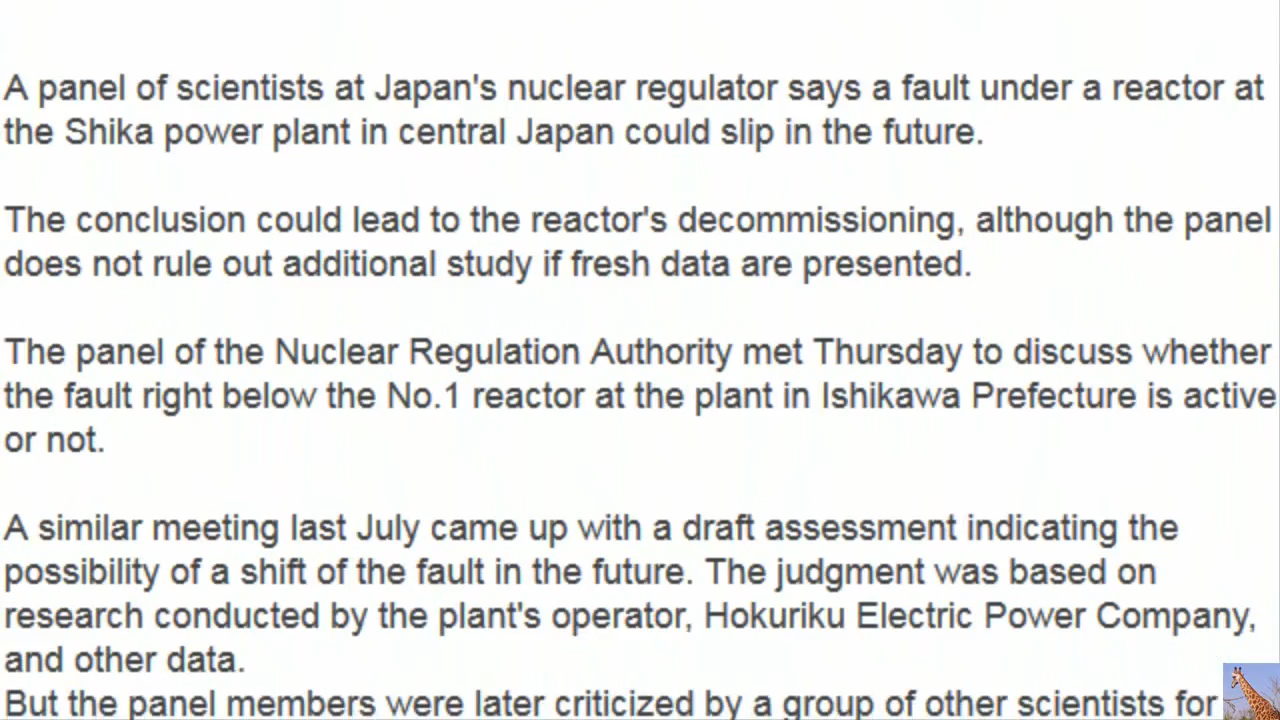 A panel of scientists at Japan's nuclear regulator says a fault under a reactor at
the Shika power plant in central Japan could slip in the future.
The conclusion could lead to the reactor's decommissioning, although the panel
does not rule out additional study if fresh data are presented.
The panel of the Nuclear Regulation Authority met Thursday to discuss whether
the fault right below the No.1 reactor at the plant in Ishikawa Prefecture is active
or not.
A similar meeting last July came up with a draft assessment indicating the
possibility of a shift of the fault in the future. The judgment was based on
research conducted by the plant's operator, Hokuriku Electric Power Company,
and other data.
But the panel members were later criticized by a group of other scientists for